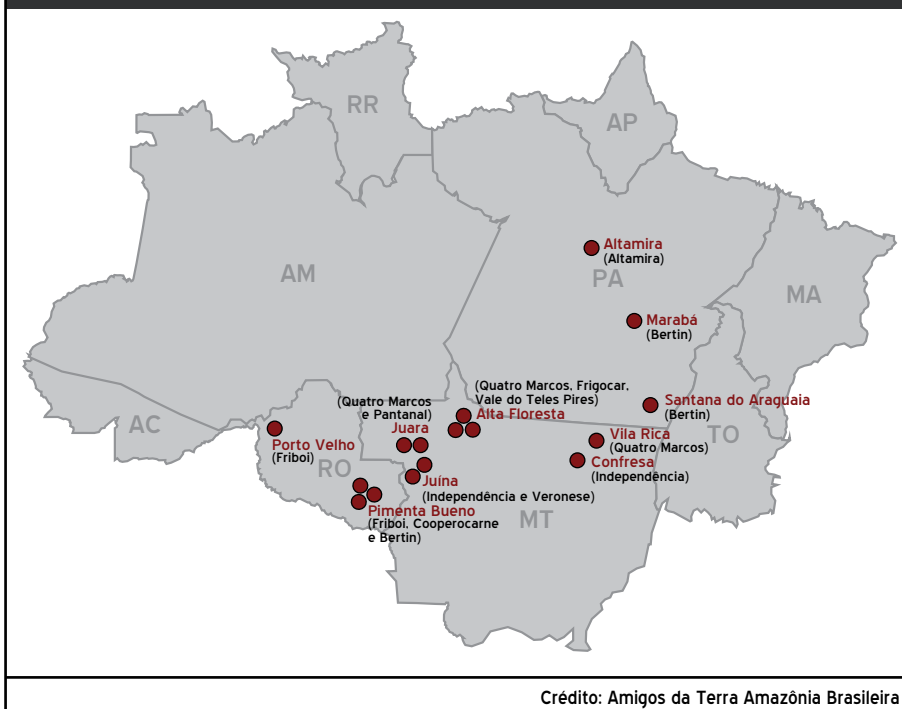 RR
AP
Altamira
(Altamira)
PA
AM
MA
Marabá
(Bertin)
(Quatro Marcos, Frigocar,
Vale do Teles Pires)
Alta Floresta
(Quatro Marcos
e Pantanal)
Juara
Santana do Araguaia
(Bertin)
AC
TO
Vila Rica
(Quatro Marcos)
Porto Velho
(Friboi)
Confresa
(Independência)
RO
Juína
(Independência e Veronese)
Pimenta Bueno
(Friboi, Cooperocarne
e Bertin)
MT
Crédito: Amigos da Terra Amazônia Brasileira